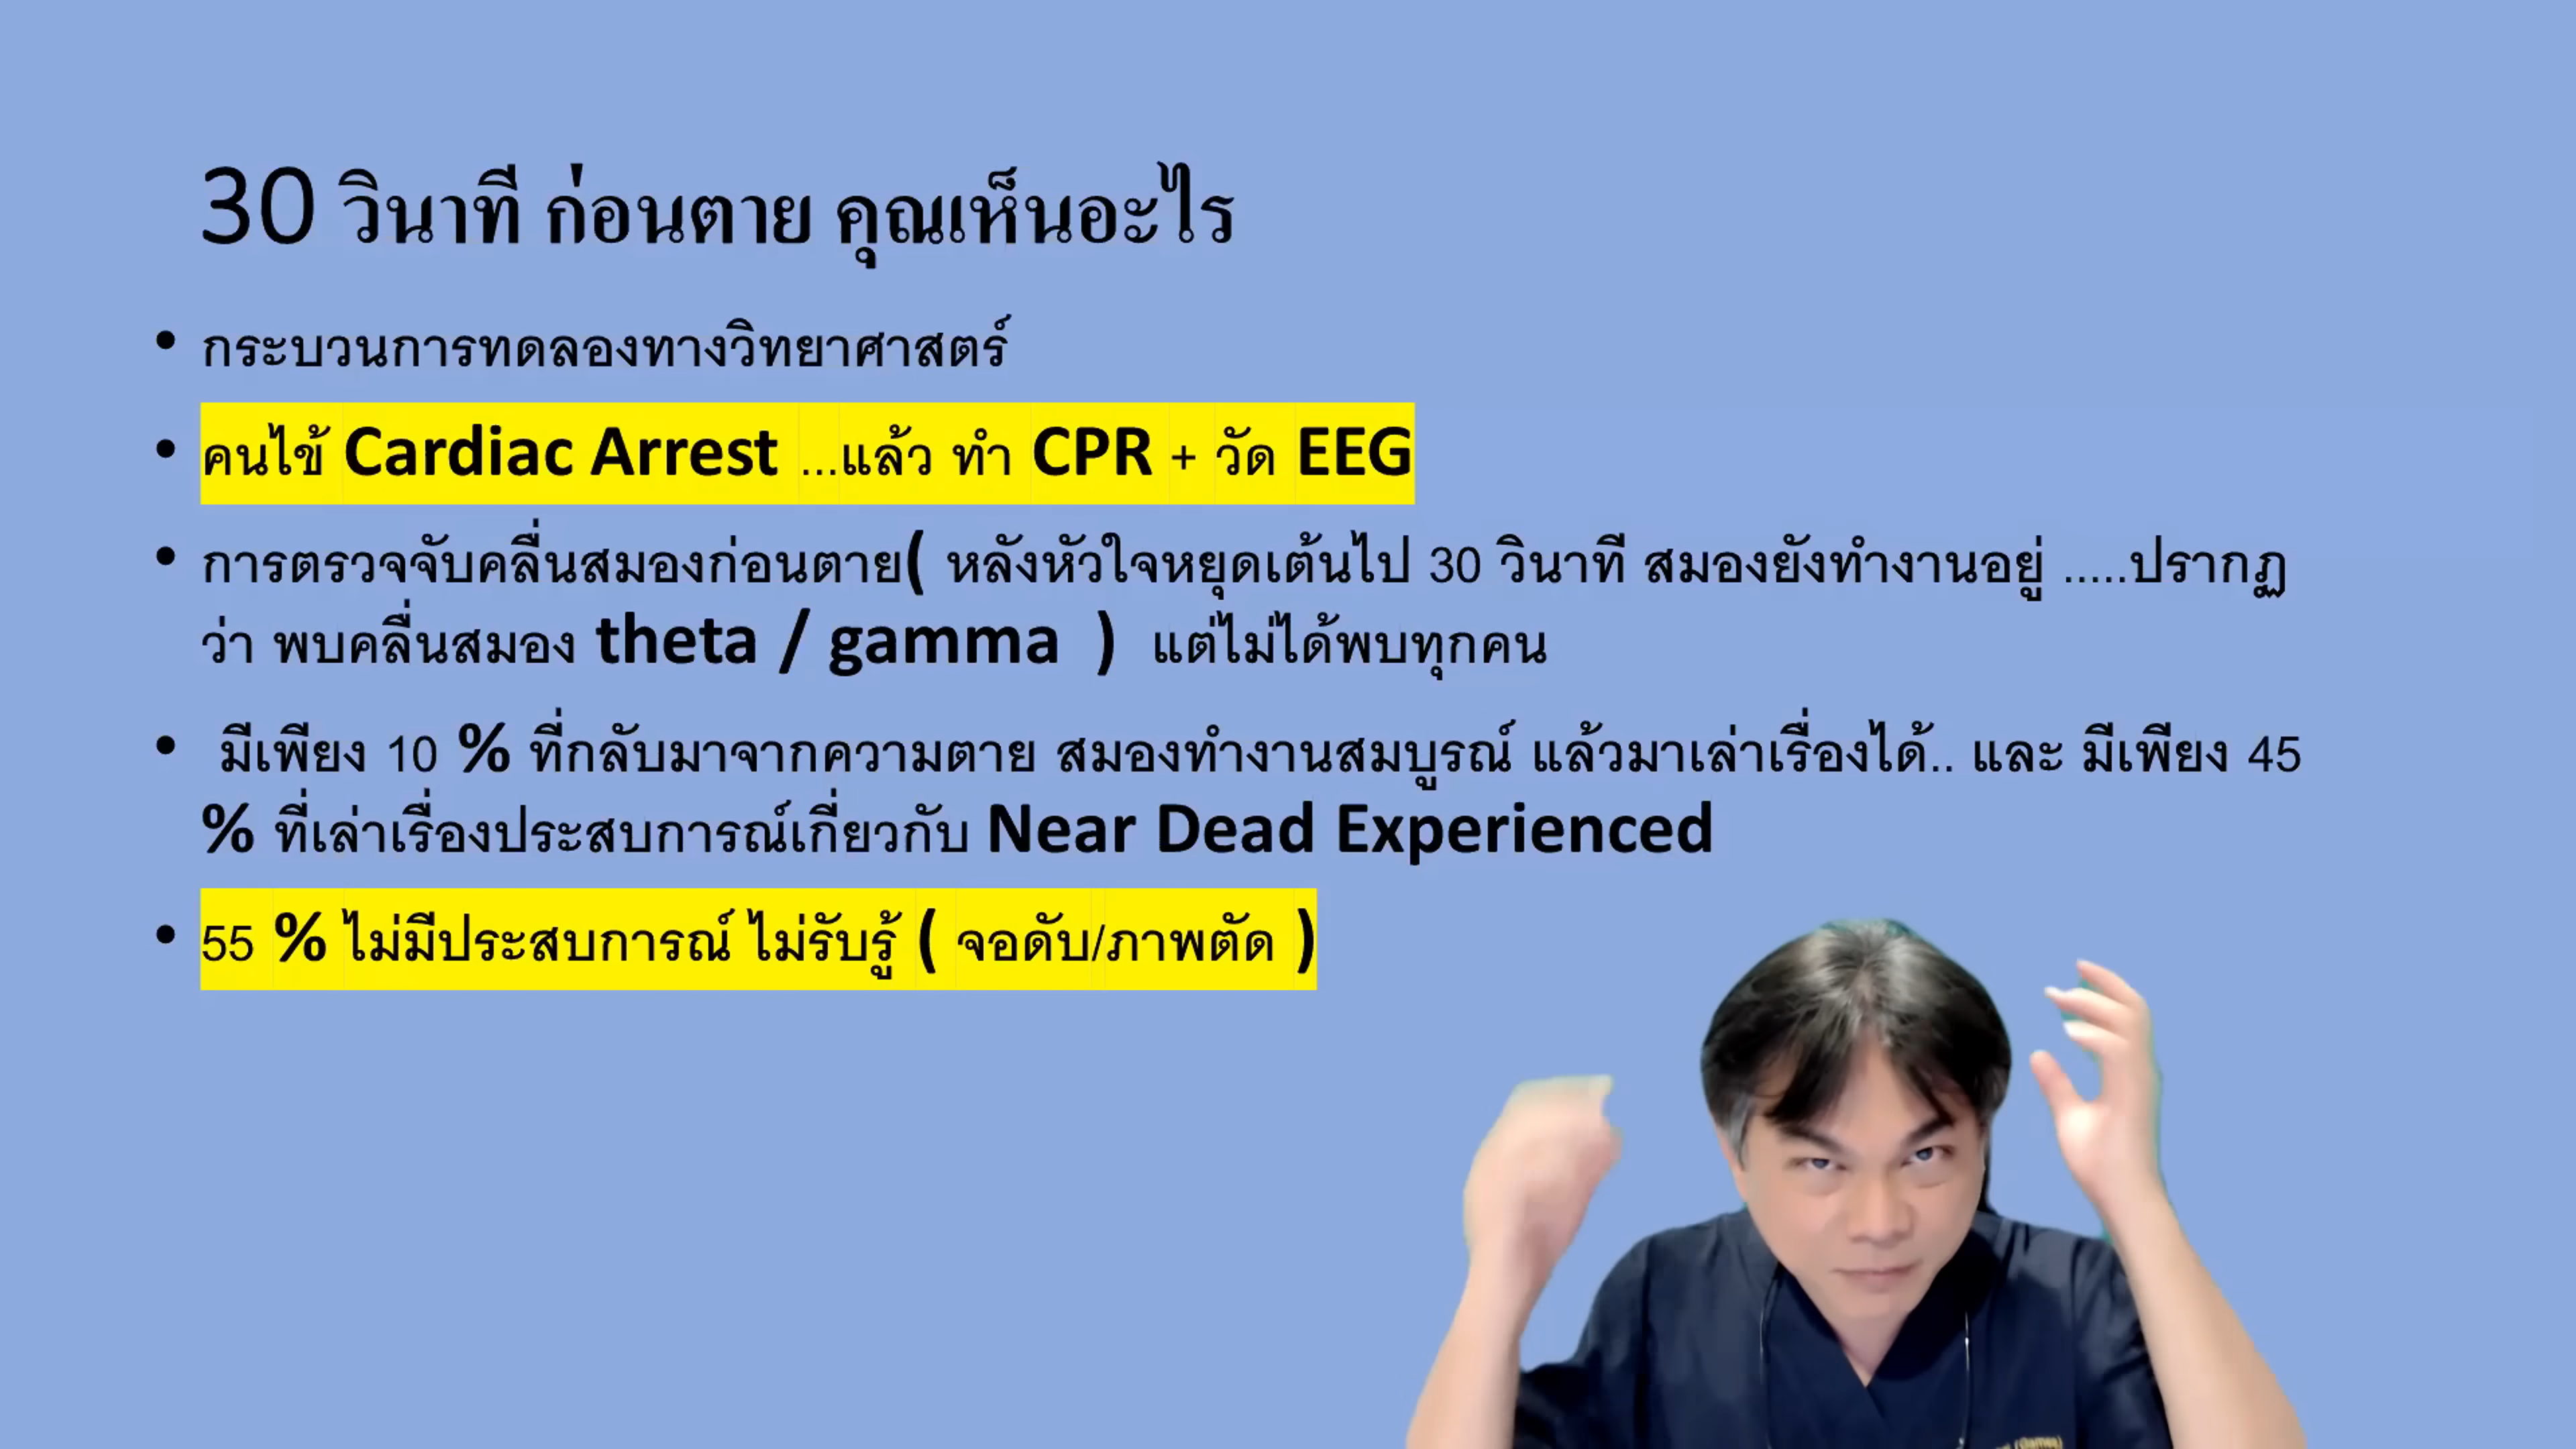 30 วินาที ก่อนตาย คุณเห็นอะไร
• กระบวนการทดลองทางวิทยาศาสตร์
• คนไข้ Cardiac Arrest ...แล้ว ทำ CPR + วัด EEG
• การตรวจจับคลื่นสมองก่อนตาย( หลังหัวใจหยุดเต้นไป 30 วินาที สมองยังทำงานอยู่ .....ปรากฏ
ว่า พบคลื่นสมอง theta / gamma ) แต่ไม่ได้พบทุกคน
• มีเพียง 10 % ที่กลับมาจากความตาย สมองทำงานสมบูรณ์ แล้วมาเล่าเรื่องได้.. และ มีเพียง 45
% ที่เล่าเรื่องประสบการณ์เกี่ยวกับ Near Dead Experienced
• 55 % ไม่มีประสบการณ์ ไม่รับรู้ ( จอดับ/ภาพตัด )